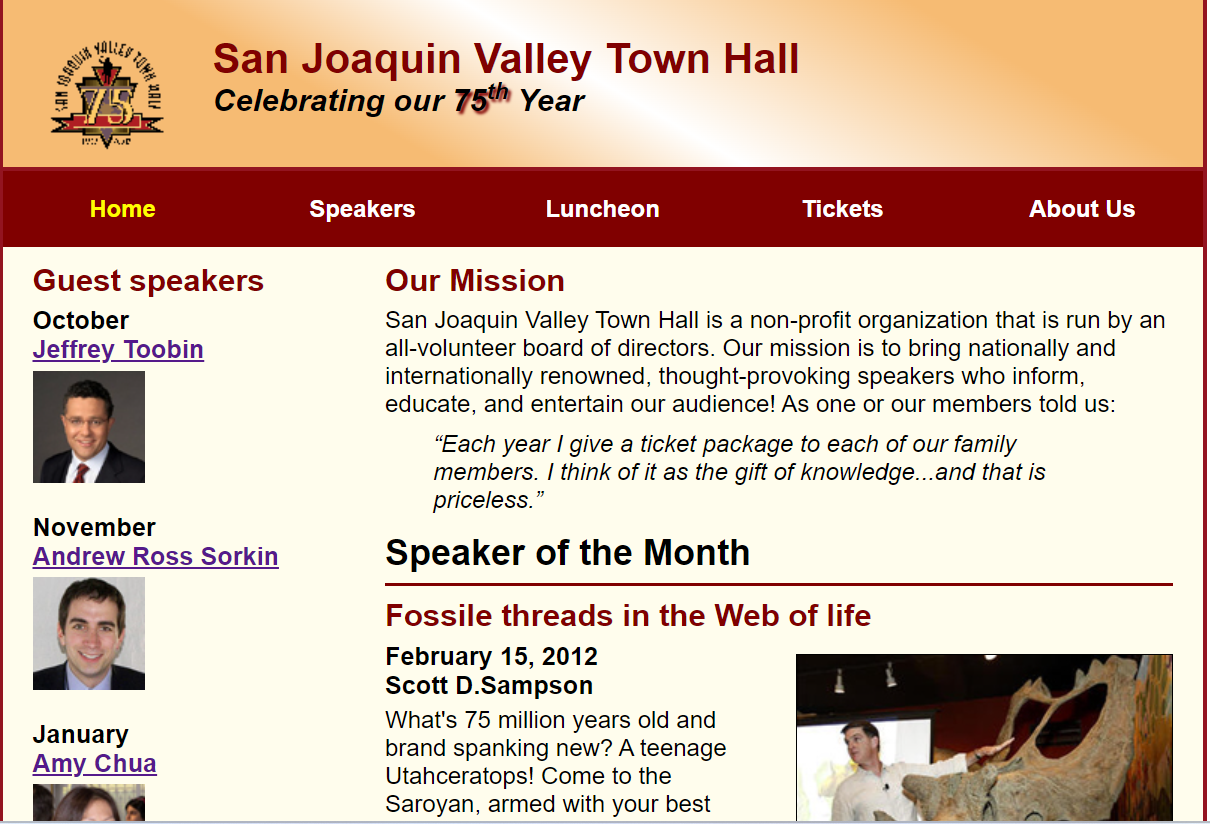 SAN JOAQUIN VALLEY TOWN HALL
75
San Joaquin Valley Town Hall
Celebrating our 75th Year
Home Speakers Luncheon Tickets About Us
Guest speakers
October
Jeffrey Toobin
November
Andrew Ross Sorkin
January
Amy Chua
Our Mission
San Joaquin Valley Town Hall is a non-profit organization that is run by an
all-volunteer board of directors. Our mission is to bring nationally and
internationally renowned, thought-provoking speakers who inform,
educate, and entertain our audience! As one or our members told us:
“Each year I give a ticket package to each of our family
members. I think of it as the gift of knowledge...and that is
priceless.”
Speaker of the Month
Fossile threads in the Web of life
February 15, 2012
Scott D.Sampson
What's 75 million years old and
brand spanking new? A teenage
Utahceratops! Come to the
Saroyan, armed with your best